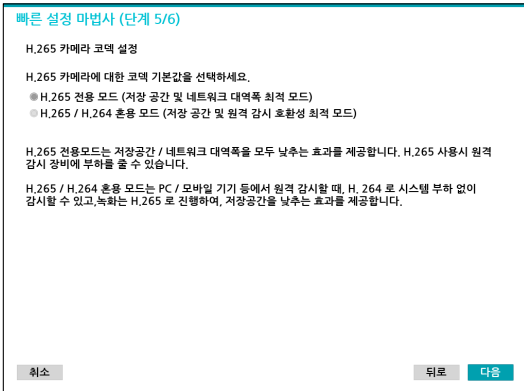 빠른 설정 마법사 (단계 5/6)
H.265 카메라 코덱 설정
H.265 카메라에 대한 코덱 기본값을 선택하세요.
H.265 전용 모드 (저장 공간 및 네트워크 대역폭 최적 모드)
H.265 / H.264 혼용 모드 (저장 공간 및 원격 감시 호환성 최적 모드)
H.265 전용모드는 저장공간 / 네트워크 대역폭을 모두 낮추는 효과를 제공합니다. H.265 사용시 원격
감시 장비에 부하를 줄 수 있습니다.
H.265 / H.264 혼용 모드는 PC / 모바일 기기 등에서 원격 감시할 때, H. 264 로 시스템 부하 없이
감시할 수 있고,녹화는 H.265 로 진행하여, 저장공간을 낮추는 효과를 제공합니다.
취소 뒤로 다음